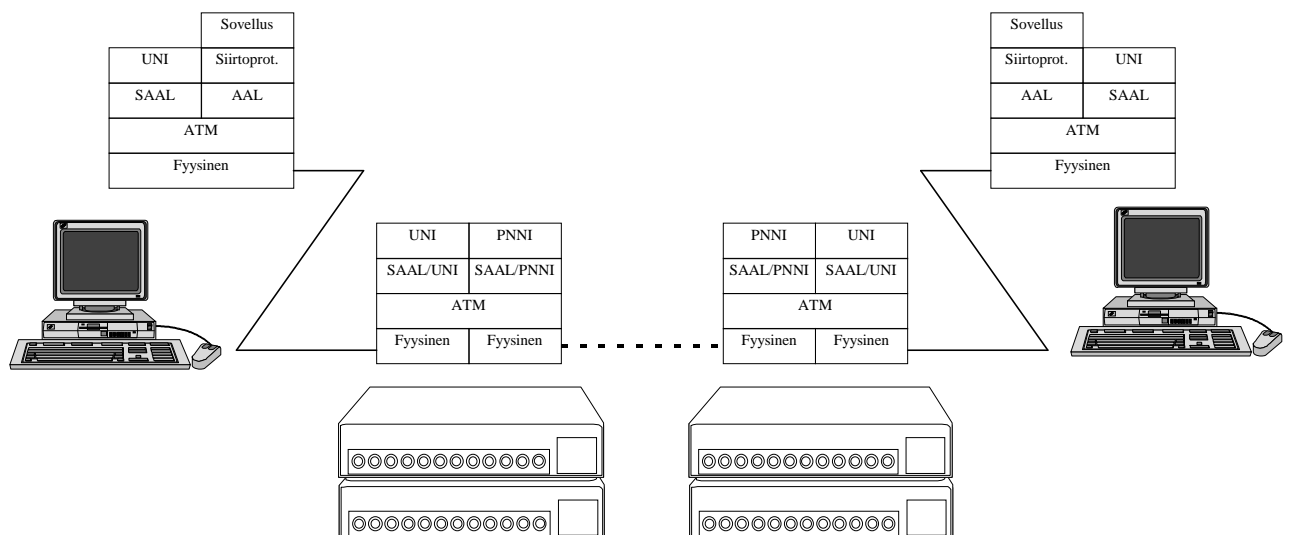 Sovellus
UNI Siirtoprot.
SAAL AAL
ATM
Fyysinen
Sovellus
Siirtoprot. UNI
AAL SAAL
ATM
Fyysinen
UNI PNNI
SAAL/UNI SAAL/PNNI
ATM
Fyysinen Fyysinen
PNNI UNI
SAAL/PNNI SAAL/UNI
ATM
Fyysinen Fyysinen